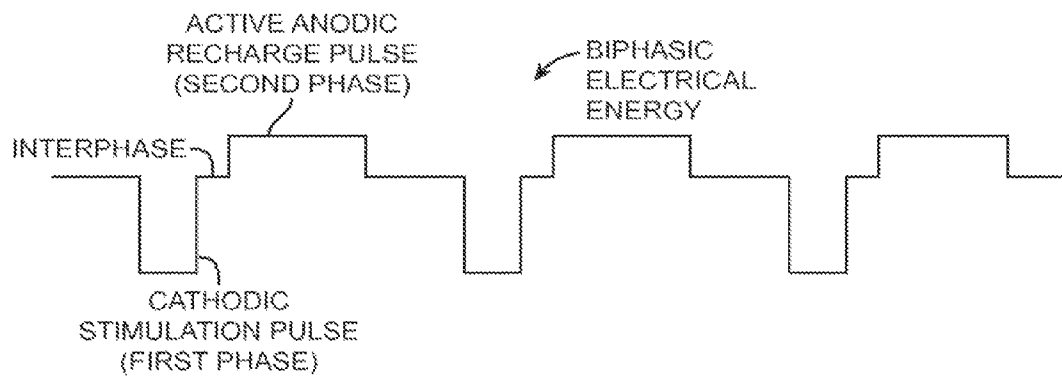 ACTIVE ANODIC
RECHARGE PULSE
(SECOND PHASE)
BIPHASIC
ELECTRICAL
ENERGY
INTERPHASE
CATHODIC
STIMULATION PULSE
(FIRST PHASE)